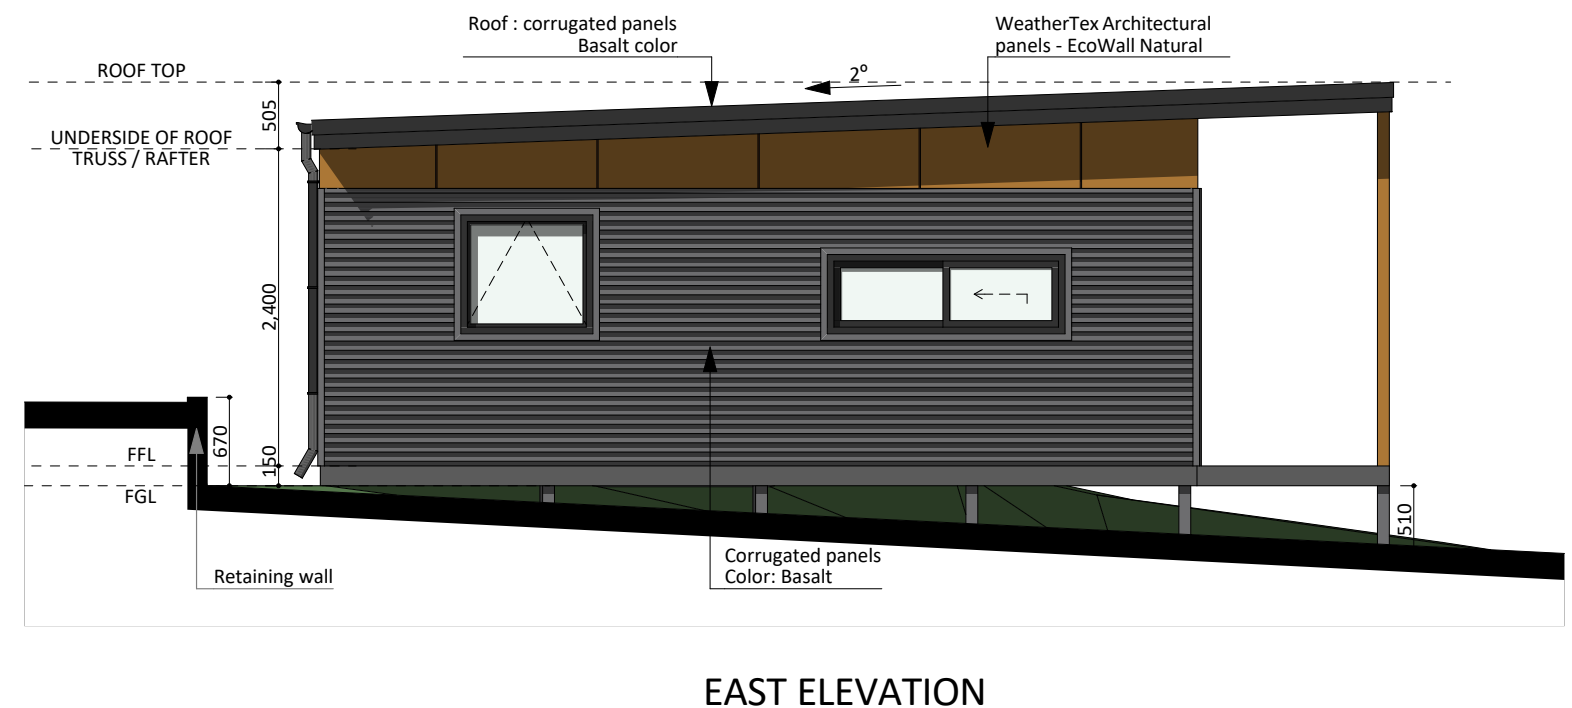 Roof : corrugated panels
Basalt color
WeatherTex Architectural
panels - EcoWall Natural
ROOF TOP
2°
505
UNDERSIDE OF ROOF
TRUSS / RAFTER
2,400
670
150
FFL
FGL
510
Corrugated panels
Color: Basalt
Retaining wall
EAST ELEVATION